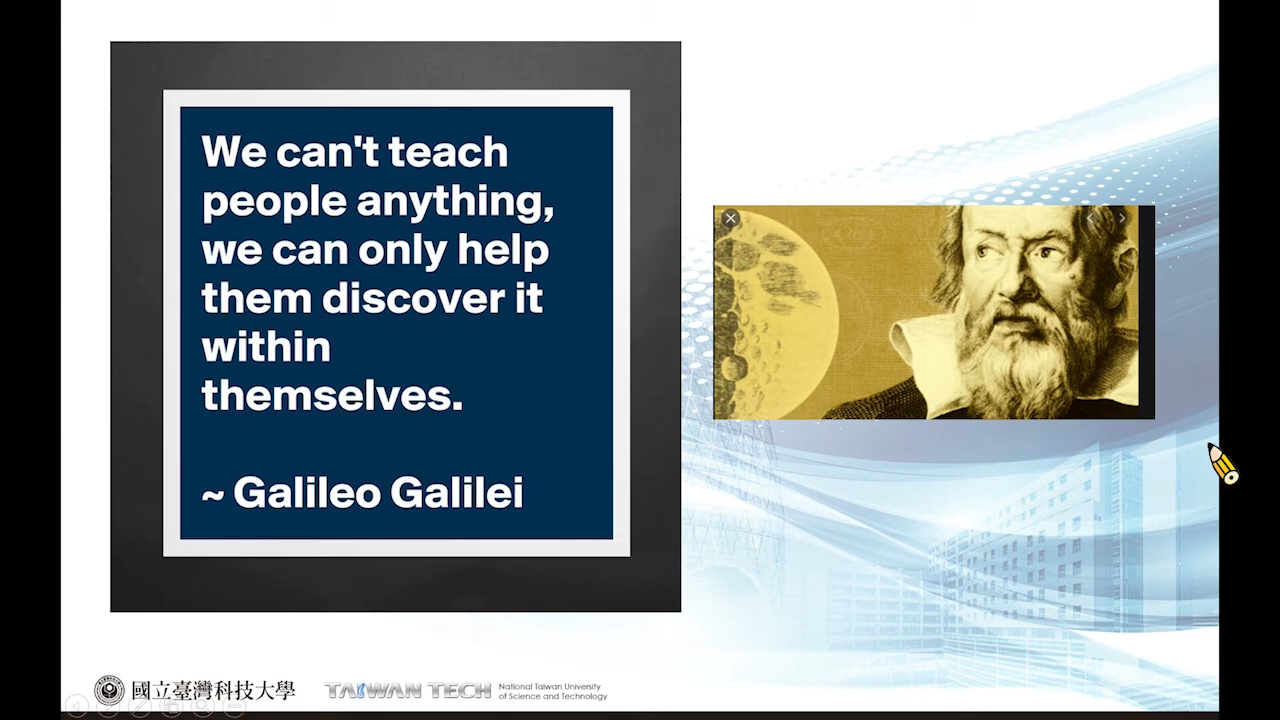 We can't teach
people anything,
we can only help
them discover it
within
themselves.
~ Galileo Galilei
國立臺灣科技大學
TAIWAN TECH
National Taiwan University
of Science and Technology